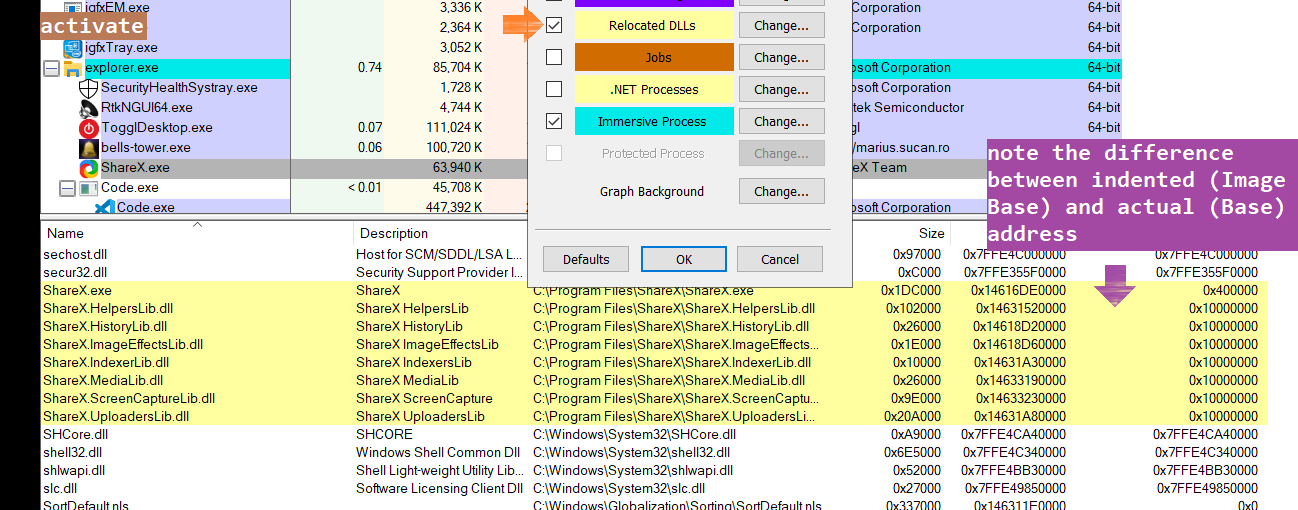 igfxEM.exe 3,336 K Corporation 64-bit
activate 2,364 K Relocated DLLs Change... Corporation 64-bit
igfxTray.exe 3,052 K 64-bit
explorer.exe 0.74 85,704 K Jobs Change... osoft Corporation 64-bit
SecurityHealthSystray.exe 1,728 K .NET Processes Change... osoft Corporation 64-bit
RtkNGUI64.exe 4,744 K tek Semiconductor 64-bit
TogglDesktop.exe 0.07 111,024 K Immersive Process Change... gl 64-bit
bells-tower.exe 0.06 100,720 K Protected Process Change... /marius.sucan.ro
ShareX.exe 63,940 K eX Team
Code.exe < 0.01 45,708 K Graph Background Change...
Code.exe 447,392 K Corporation
note the difference
between indented (Image
Base) and actual (Base)
address
Defaults OK Cancel
Name Description Size
sechost.dll Host for SCM/SDDL/LSA L... 0x97000 0x7FFE4C000000 0x7FFE4C000000
secur32.dll Security Support Provider I... 0xC000 0x7FFE355F0000 0x7FFE355F0000
ShareX.exe ShareX C:\Program Files\ShareX\ShareX.exe 0x1DC000 0x14616DE0000 0x400000
ShareX.HelpersLib.dll ShareX HelpersLib C:\Program Files\ShareX\ShareX.HelpersLib.dll 0x102000 0x14631520000 0x10000000
ShareX.HistoryLib.dll ShareX HistoryLib C:\Program Files\ShareX\ShareX.HistoryLib.dll 0x26000 0x14618D20000 0x10000000
ShareX.ImageEffectsLib.dll ShareX ImageEffectsLib C:\Program Files\ShareX\ShareX.ImageEffects... 0x1E000 0x14618D60000 0x10000000
ShareX.IndexerLib.dll ShareX IndexersLib C:\Program Files\ShareX\ShareX.IndexerLib.dll 0x10000 0x14631A30000 0x10000000
ShareX.MediaLib.dll ShareX MediaLib C:\Program Files\ShareX\ShareX.MediaLib.dll 0x26000 0x14633190000 0x10000000
ShareX.ScreenCaptureLib.dll ShareX ScreenCapture C:\Program Files\ShareX\ShareX.ScreenCaptu... 0x9E000 0x14633230000 0x10000000
ShareX.UploadersLib.dll ShareX UploadersLib C:\Program Files\ShareX\ShareX.UploadersLi... 0x20A000 0x14631A80000 0x10000000
SHCore.dll SHCORE C:\Windows\System32\SHCore.dll 0xA9000 0x7FFE4CA40000 0x7FFE4CA40000
shell32.dll Windows Shell Common Dll C:\Windows\System32\shell32.dll 0x6E5000 0x7FFE4C340000 0x7FFE4C340000
shlwapi.dll Shell Light-weight Utility Lib... C:\Windows\System32\shlwapi.dll 0x52000 0x7FFE4BB30000 0x7FFE4BB30000
slc.dll Software Licensing Client Dll C:\Windows\System32\slc.dll 0x27000 0x7FFE49850000 0x7FFE49850000
SortDefault.nls C:\Windows\Globalization\Sorting\SortDefault.nls 0x337000 0x146311E0000 0x0